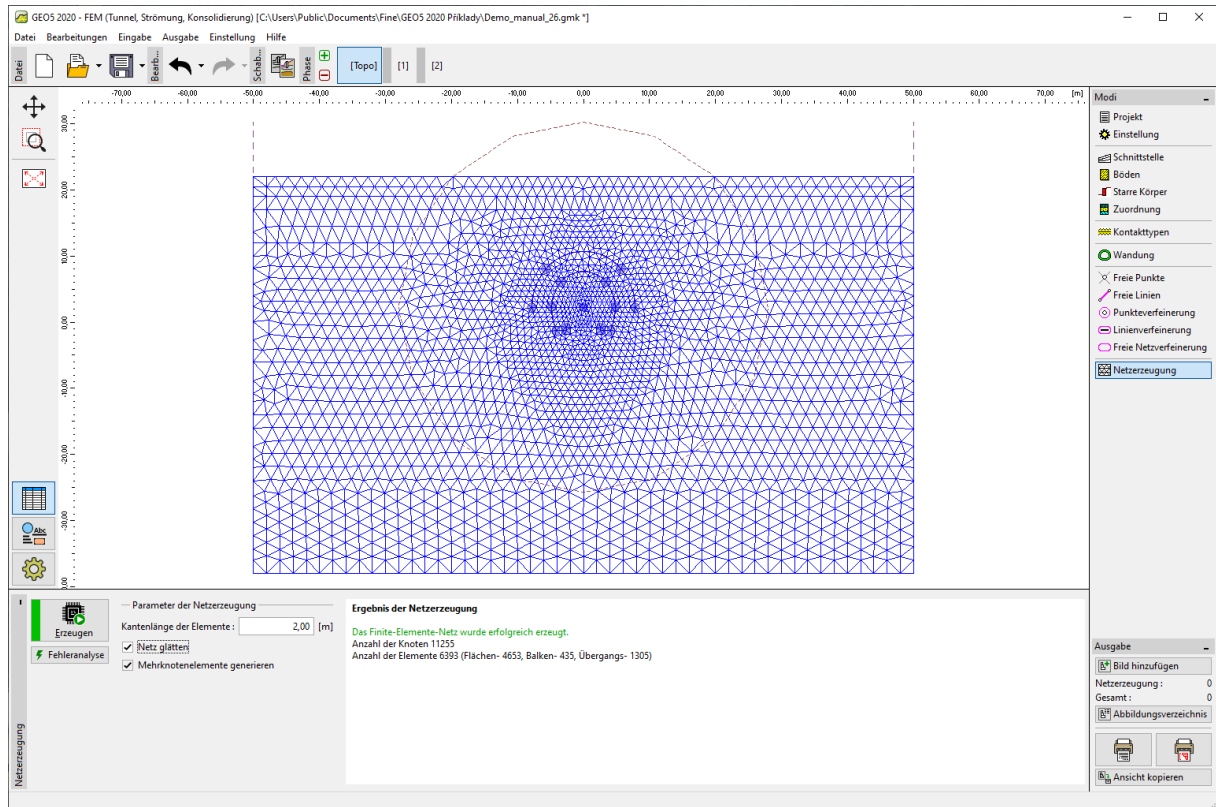 GEO5 2020 - FEM (Tunnel, Strömung, Konsolidierung) [C:\Users\Public\Documents\Fine\GEO5 2020 Příklady\Demo_manual_26.gmk *]
Datei Bearbeitungen Eingabe Ausgabe Einstellung Hilfe
Datei
Bearb...
Schab...
Phase
[Topo] [1] [2]
-70,00 -60,00 -50,00 -40,00 -30,00 -20,00 -10,00 0,00 10,00 20,00 30,00 40,00 50,00 60,00 70,00 [m]
30,00
20,00
10,00
0,00
-10,00
-20,00
-30,00
Abc
Modi
Projekt
Einstellung
Schnittstelle
Böden
Starre Körper
Zuordnung
Kontakttypen
Wandung
Freie Punkte
Freie Linien
Punkteverfeinerung
Linienverfeinerung
Freie Netzverfeinerung
Netzerzeugung
Netzerzeugung
Erzeugen
Fehleranalyse
Parameter der Netzerzeugung
Kantenlänge der Elemente : 2,00 [m]
Netz glätten
Mehrknotenelemente generieren
Ergebnis der Netzerzeugung
Das Finite-Elemente-Netz wurde erfolgreich erzeugt.
Anzahl der Knoten 11255
Anzahl der Elemente 6393 (Flächen- 4653, Balken- 435, Übergangs- 1305)
Ausgabe
Bild hinzufügen
Netzerzeugung : 0
Gesamt : 0
Abbildungsverzeichnis
Ansicht kopieren